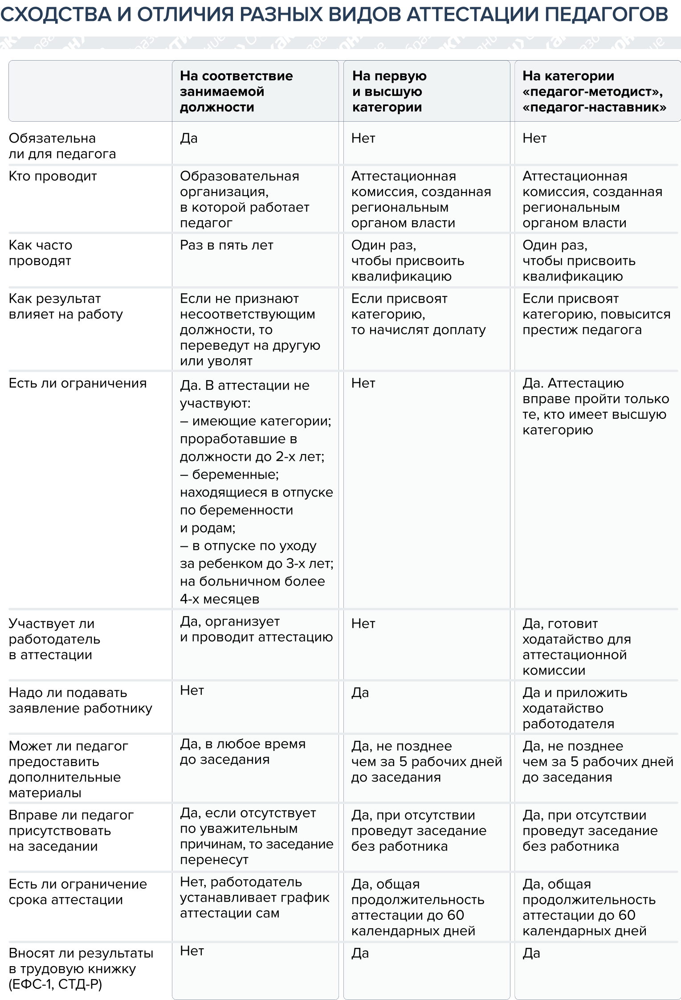 СХОДСТВА И ОТЛИЧИЯ РАЗНЫХ ВИДОВ АТТЕСТАЦИИ ПЕДАГОГОВ
На соответствие
занимаемой
должности
На первую
и высшую
категории
На категории
«педагог-методист»,
«педагог-наставник»
Обязательна
ли для педагога
Да
Нет
Нет
Кто проводит
Образовательная
организация,
в которой работает
педагог
Аттестационная
комиссия, созданная
региональным
органом власти
Аттестационная
комиссия, созданная
региональным
органом власти
Как часто
проводят
Раз в пять лет
Один раз,
чтобы присвоить
квалификацию
Один раз,
чтобы присвоить
квалификацию
Как результат
влияет на работу
Если не признают
несоответствующим
должности, то
переведут на другую
или уволят
Если присвоят
категорию,
то начислят доплату
Если присвоят
категорию, повысится
престиж педагога
Есть ли ограничения
Да. В аттестации не
участвуют:
– имеющие категории;
проработавшие в
должности до 2-х лет;
– беременные;
находящиеся в отпуске
по беременности
и родам;
– в отпуске по уходу
за ребенком до 3-х лет;
на больничном более
4-х месяцев
Нет
Да. Аттестацию
вправе пройти только
те, кто имеет высшую
категорию
Участвует ли
работодатель
в аттестации
Да, организует
и проводит аттестацию
Нет
Да, готовит
ходатайство для
аттестационной
комиссии
Надо ли подавать
заявление работнику
Нет
Да
Да и приложить
ходатайство
работодателя
Может ли педагог
предоставить
дополнительные
материалы
Да, в любое время
до заседания
Да, не позднее
чем за 5 рабочих дней
до заседания
Да, не позднее
чем за 5 рабочих дней
до заседания
Вправе ли педагог
присутствовать
на заседании
Да, если отсутствует
по уважительным
причинам, то заседание
перенесут
Да, при отсутствии
проведут заседание
без работника
Да, при отсутствии
проведут заседание
без работника
Есть ли ограничение
срока аттестации
Нет, работодатель
устанавливает график
аттестации сам
Да, общая
продолжительность
аттестации до 60
календарных дней
Да, общая
продолжительность
аттестации до 60
календарных дней
Вносят ли результаты
в трудовую книжку
(ЕФС-1, СТД-Р)
Нет
Да
Да